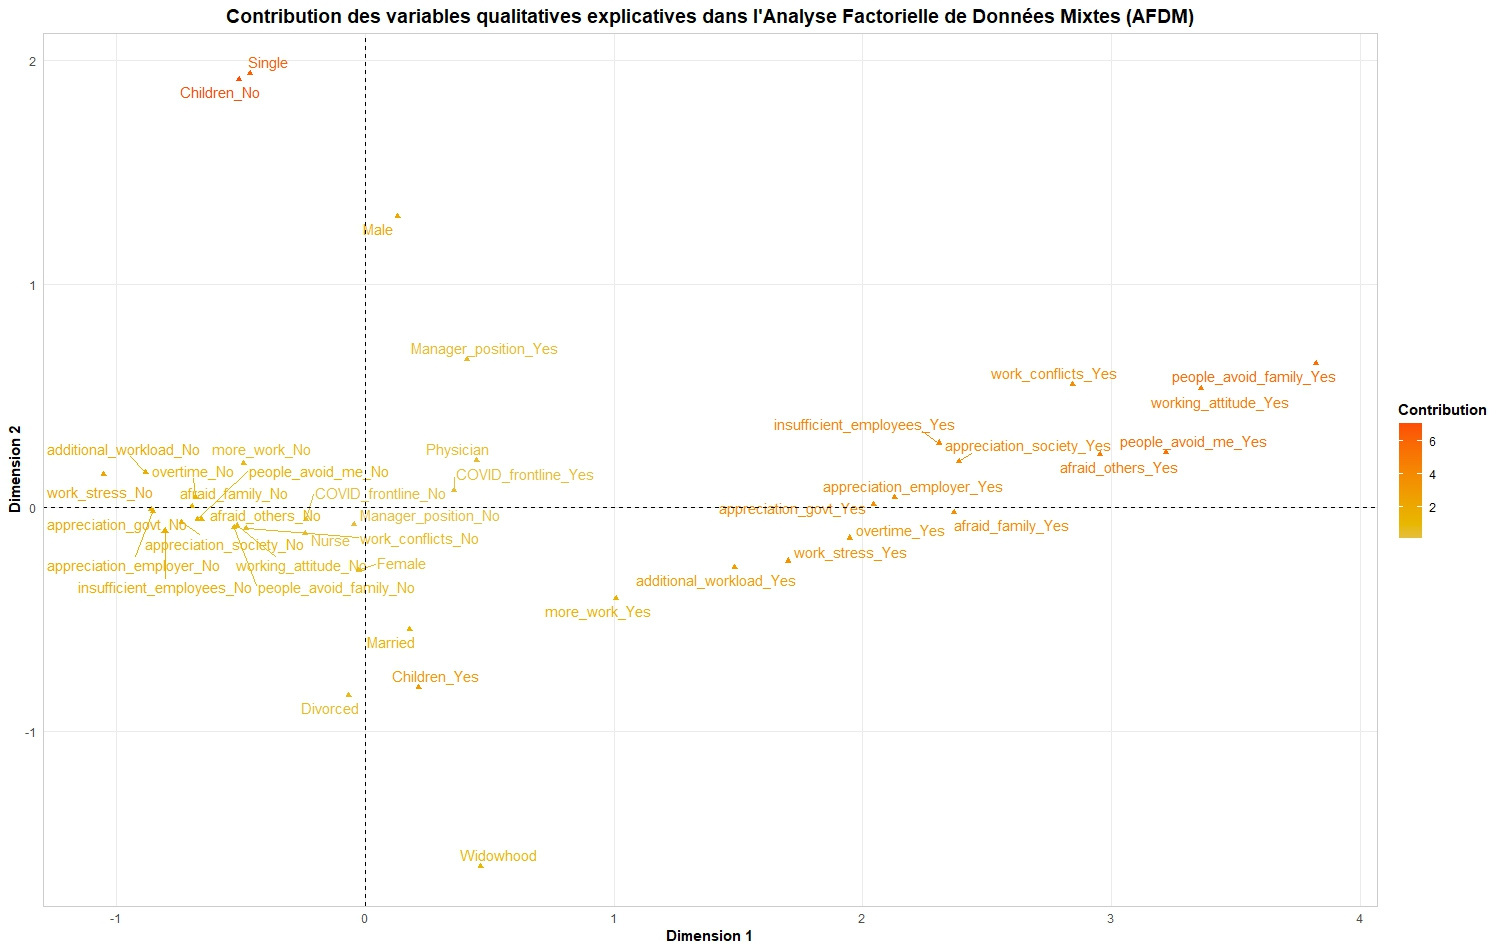 Contribution des variables qualitatives explicatives dans l'Analyse Factorielle de Données Mixtes (AFDM)
Dimension 2
2
1
0
-1
Single
Children_No
Male
Manager_position_Yes
work_conflicts_Yes
people_avoid_family_Yes
working_attitude_Yes
insufficient_employees_Yes
appreciation_society_Yes
people_avoid_me_Yes
afraid_others_Yes
additional_workload_No
more_work_No
Physician
overtime_No
people_avoid_me_No
COVID_frontline_Yes
work_stress_No
afraid_family_No
COVID_frontline_No
appreciation_employer_Yes
appreciation_govt_Yes
afraid_others_No
Manager_position_No
appreciation_govt_No
afraid_family_Yes
overtime_Yes
appreciation_society_No
Nurse
work_conflicts_No
work_stress_Yes
appreciation_employer_No
working_attitude_No
Female
additional_workload_Yes
insufficient_employees_No
people_avoid_family_No
more_work_Yes
Married
Children_Yes
Divorced
Widowhood
-1
0
1
2
3
4
Dimension 1
Contribution
6
4
2